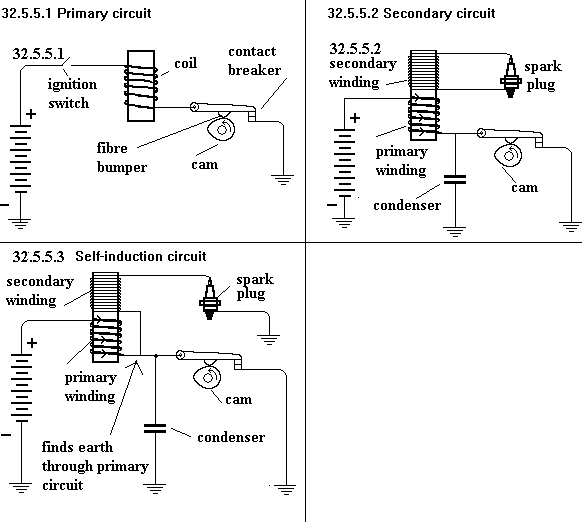 32.5.5.1 Primary circuit
32.5.5.1
ignition
switch
coil
contact
breaker
+
fibre
bumper
cam
–
32.5.5.2 Secondary circuit
32.5.5.2
secondary
winding
spark
plug
+
primary
winding
condenser
cam
–
32.5.5.3 Self-induction circuit
secondary
winding
spark
plug
+
primary
winding
cam
condenser
–
finds earth
through primary
circuit